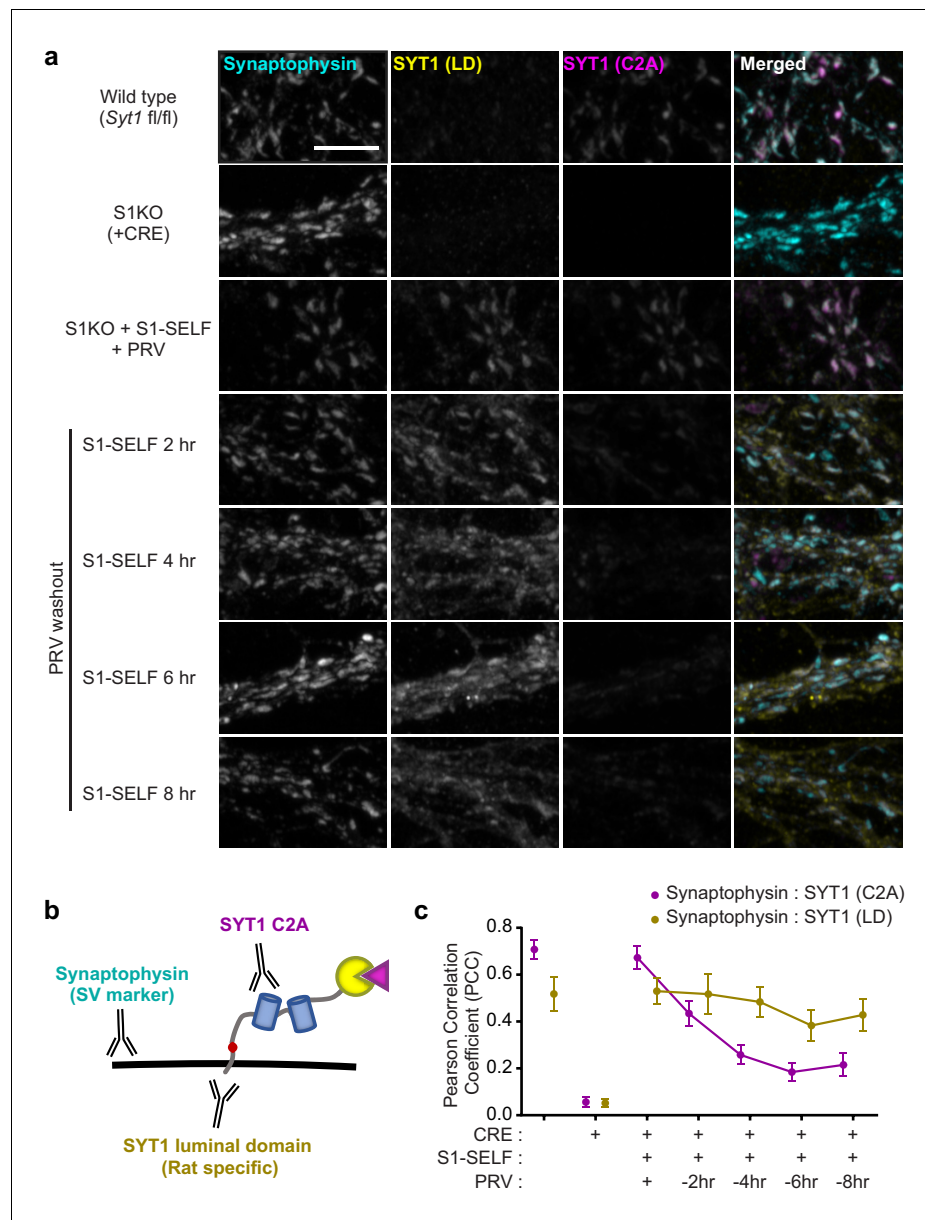 a
Synaptophysin SYT1 (LD) SYT1 (C2A) Merged
Wild type
(Syt1 fl/fl)
S1KO
(+CRE)
S1KO + S1-SELF
+ PRV
PRV washout
S1-SELF 2 hr
S1-SELF 4 hr
S1-SELF 6 hr
S1-SELF 8 hr
b
SYT1 C2A
Synaptophysin
(SV marker)
SYT1 luminal domain
(Rat specific)
c
Synaptophysin : SYT1 (C2A)
Synaptophysin : SYT1 (LD)
Pearson Correlation
Coefficient (PCC)
0.8
0.6
0.4
0.2
0.0
CRE : + + + + + +
S1-SELF : + + + + +
PRV : + -2hr -4hr -6hr -8hr